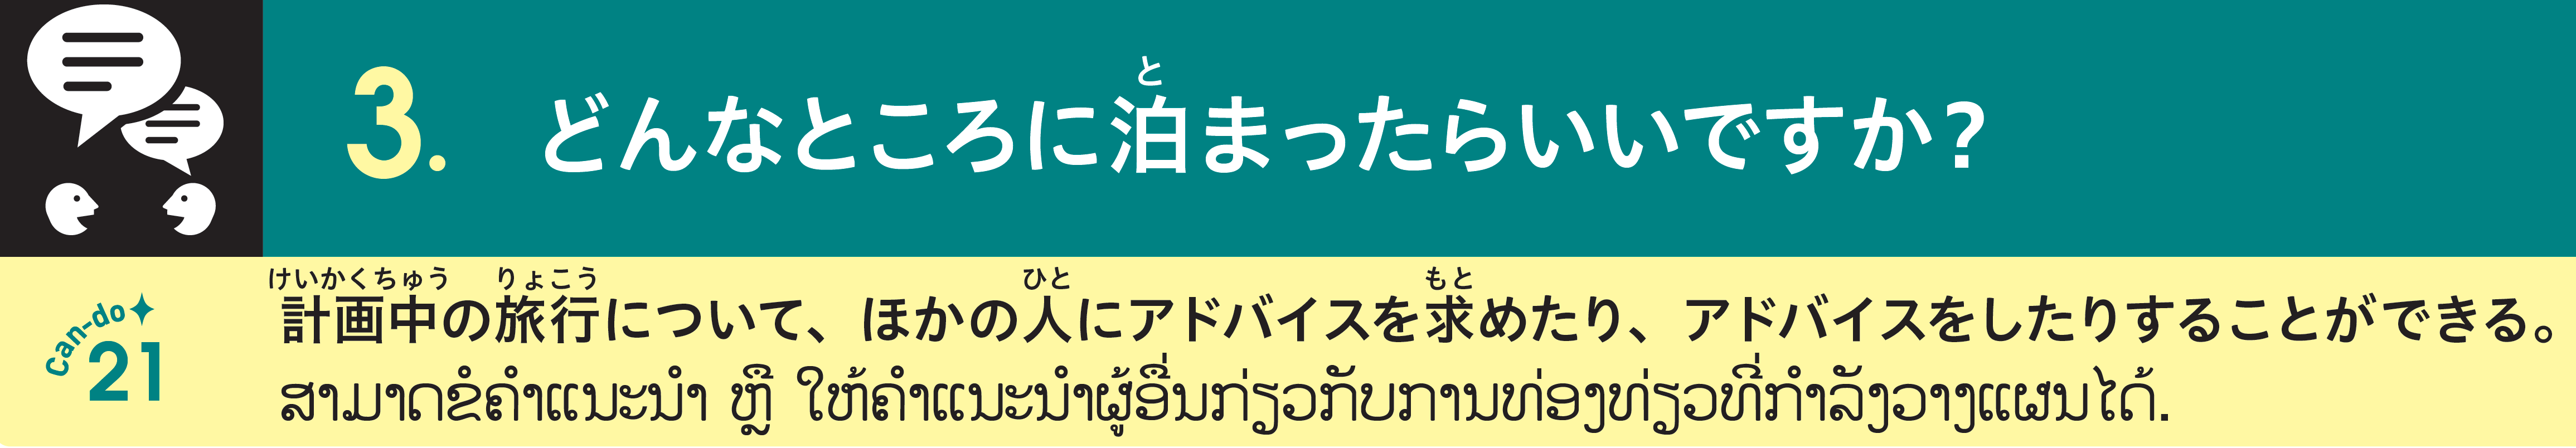 3. どんなところに泊まったらいいですか？
と
けいかくちゅう りょこう ひと もと
計画中の旅行について、ほかの人にアドバイスを求めたり、アドバイスをしたりすることができる。
Can-do
21
ສາມາດຂໍຄຳແນະນຳ ຫຼື ໃຫ້ຄຳແນະນຳຜູ້ອື່ນກ່ຽວກັບການທ່ອງທ່ຽວທີ່ກຳລັງວາງແຜນໄດ້.